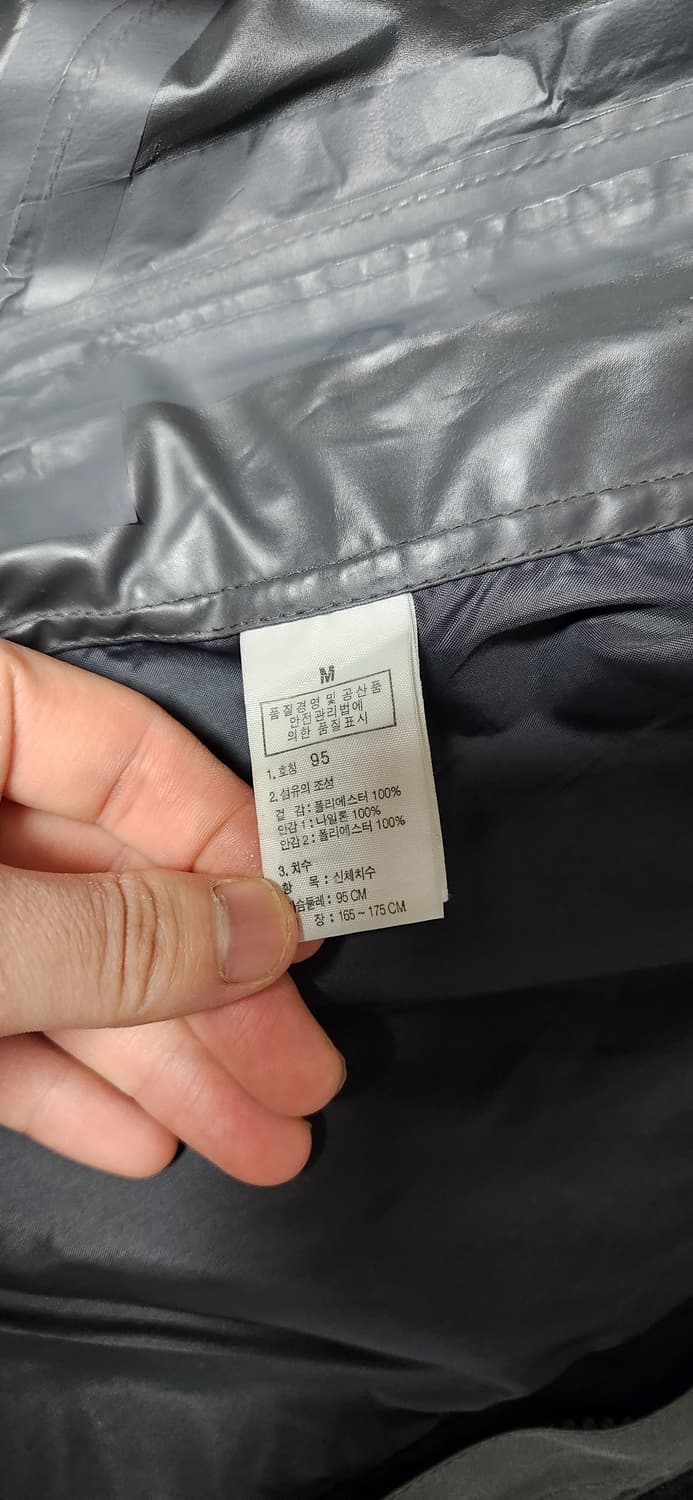 M
품질경영 및 공산품
안전관리법에
의한 품질표시
1. 호칭 95
2. 섬유의 조성
겉 감 : 폴리에스터 100%
안감 1 : 나일론 100%
안감 2 : 폴리에스터 100%
3. 치수
항 목 : 신체치수
슴둘레 : 95 CM
장 : 165 ~ 175 CM